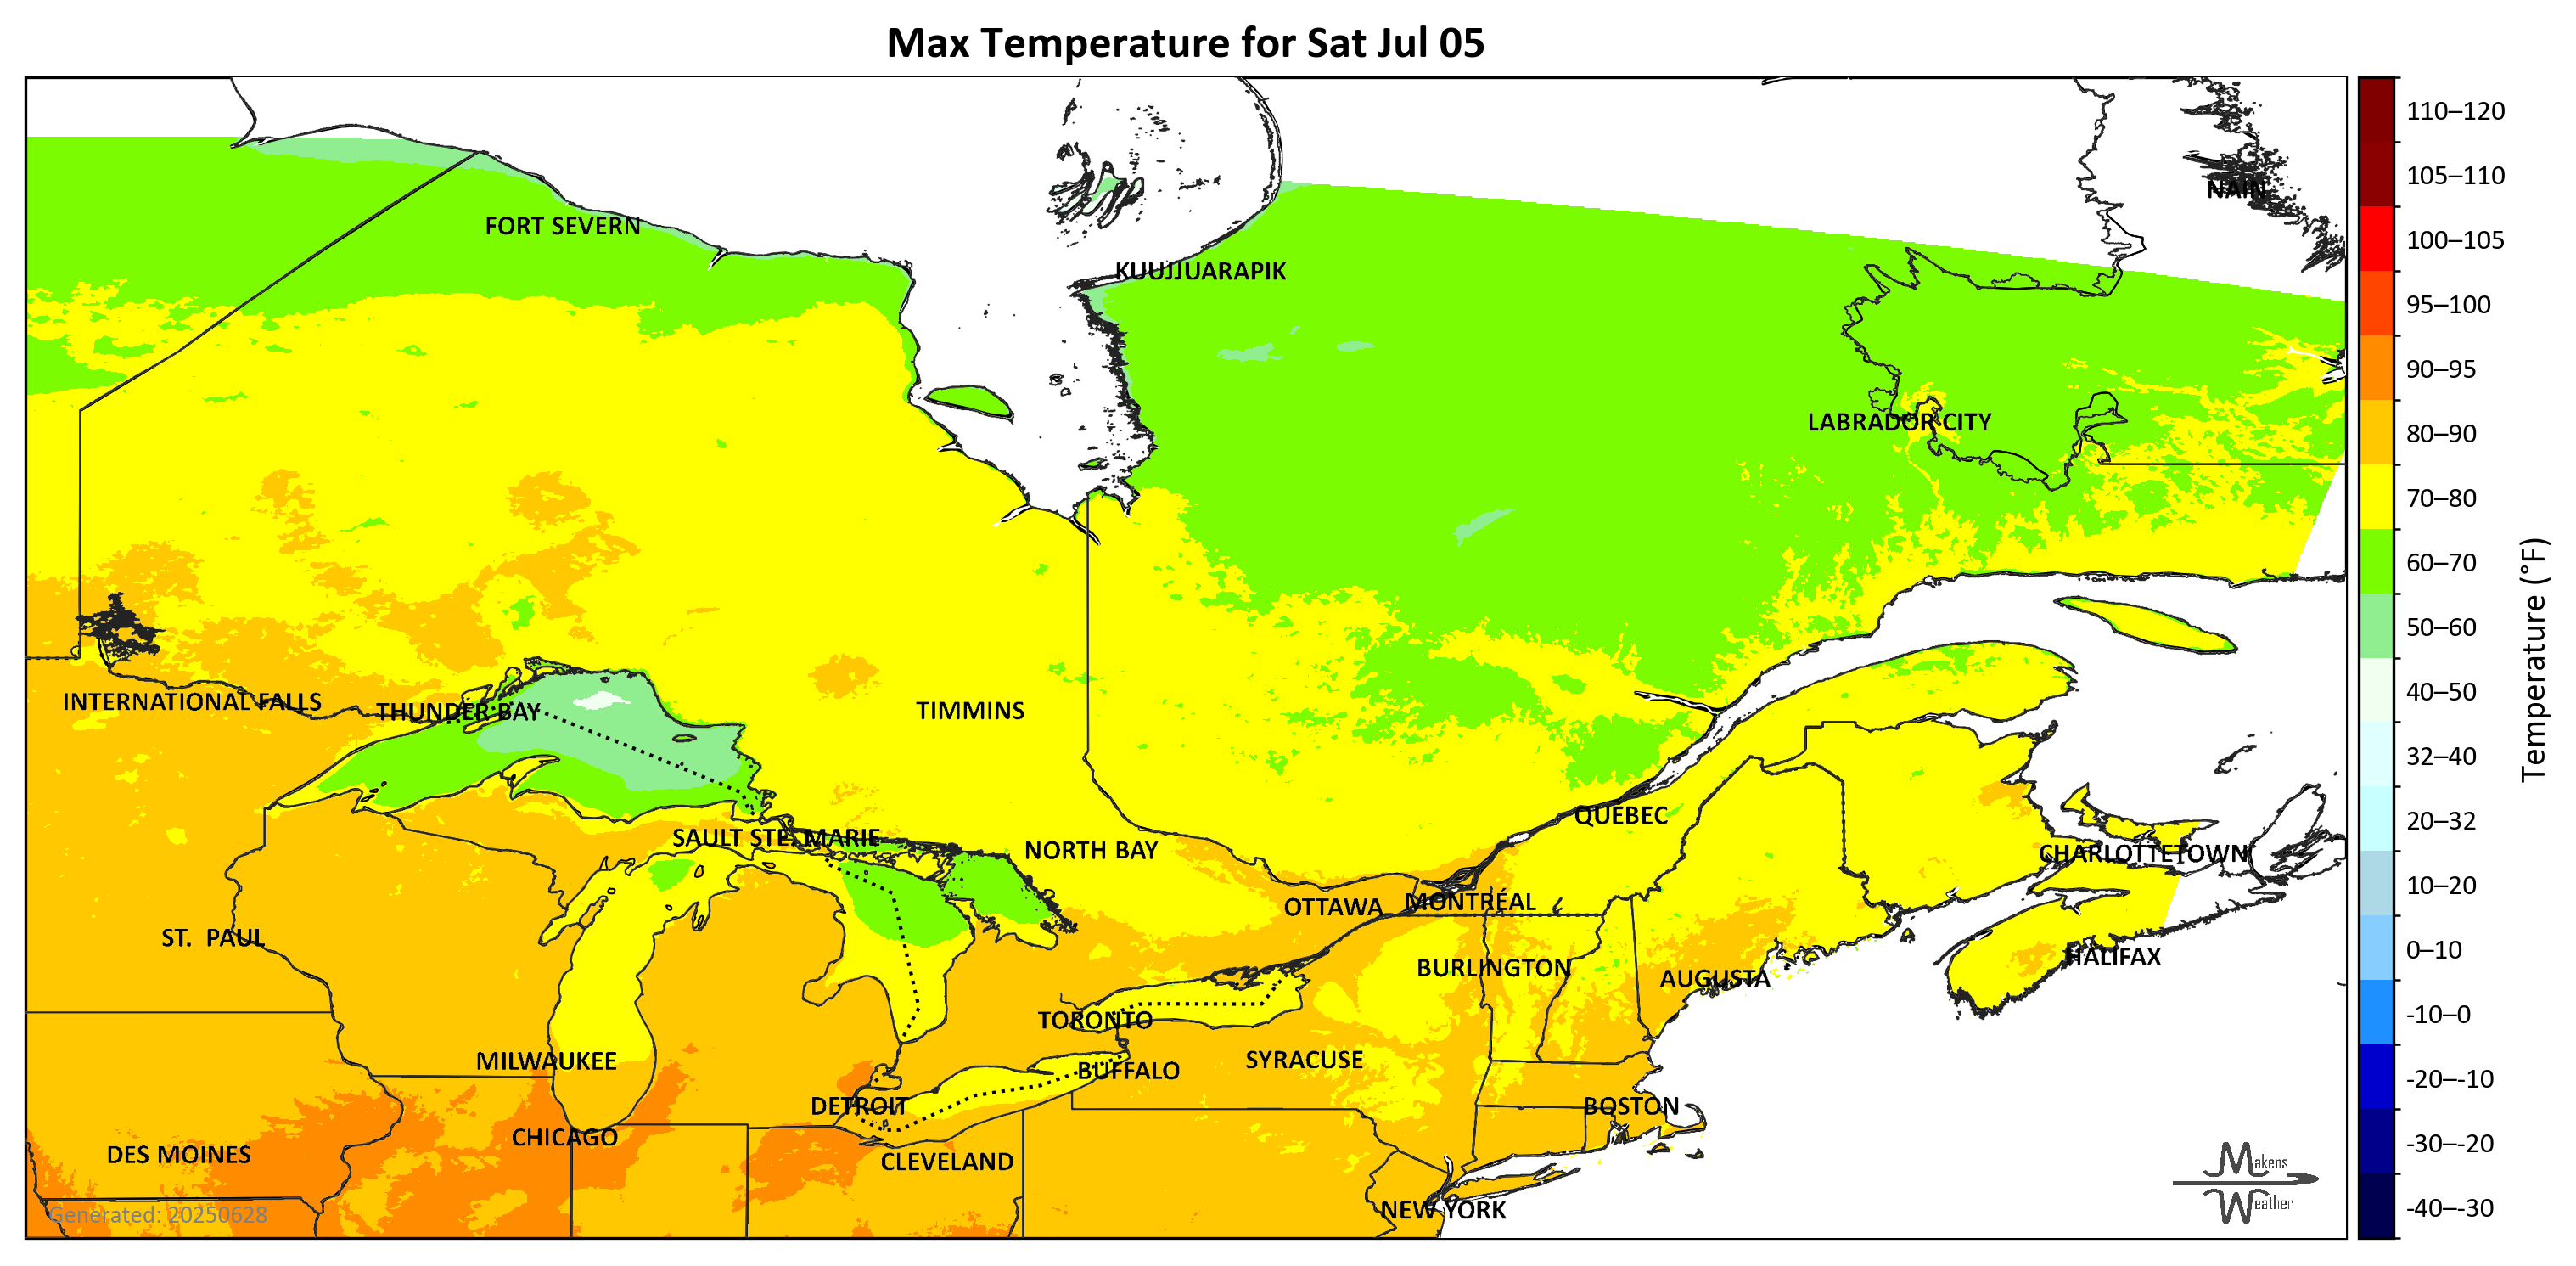 Max Temperature for Sat Jul 05
110–120
105–110
NAIN
FORT SEVERN
100–105
KUUJJUARAPIK
95–100
90–95
LABRADOR CITY
80–90
70–80
60–70
50–60
Temperature (°F)
40–50
INTERNATIONAL FALLS
THUNDER BAY
TIMMINS
32–40
QUÉBEC
20–32
SAULT STE. MARIE
NORTH BAY
CHARLOTTETOWN
10–20
OTTAWA
MONTRÉAL
ST. PAUL
0–10
HALIFAX
BURLINGTON
AUGUSTA
-10–0
TORONTO
MILWAUKEE
SYRACUSE
BUFFALO
-20–-10
DETROIT
BOSTON
CHICAGO
-30–-20
DES MOINES
CLEVELAND
Makens
Weather
-40–-30
NEW YORK
Generated: 20250628